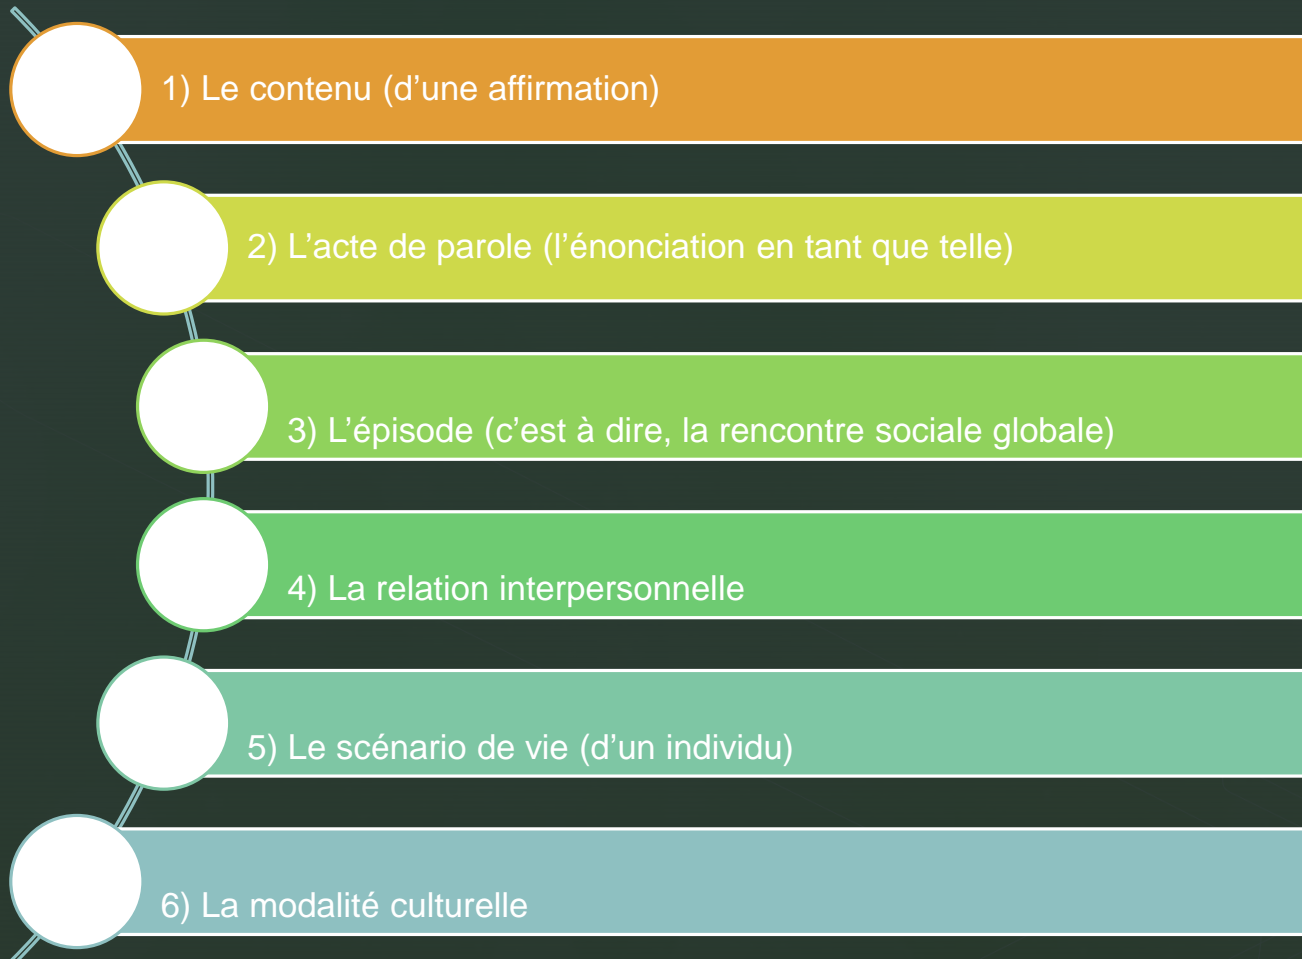 1) Le contenu (d’une affirmation)
2) L’acte de parole (l’énonciation en tant que telle)
3) L’épisode (c’est à dire, la rencontre sociale globale)
4) La relation interpersonnelle
5) Le scénario de vie (d’un individu)
6) La modalité culturelle